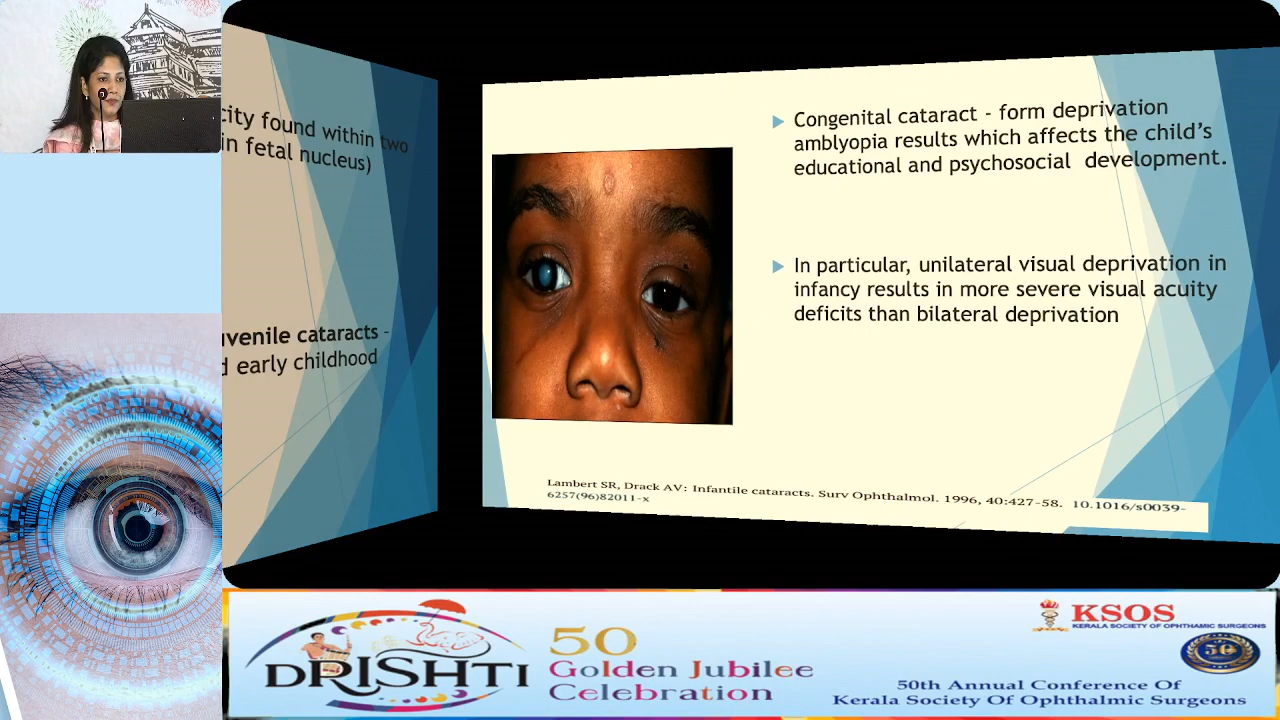 city found within two
in fetal nucleus)
uvenile cataracts -
d early childhood
Congenital cataract - form deprivation
amblyopia results which affects the child's
educational and psychosocial development.
In particular, unilateral visual deprivation in
infancy results in more severe visual acuity
deficits than bilateral deprivation
Lambert SR, Drack AV: Infantile cataracts. Surv Ophthalmol. 1996, 40:427-58. 10.1016/s0039-
6257(96)82011-x
DRISHTI
50
Golden Jubilee
Celebration
KSOS
KERALA SOCIETY OF OPHTHAMIC SURGEONS
50
50th Annual Conference Of
Kerala Society Of Ophthalmic Surgeons